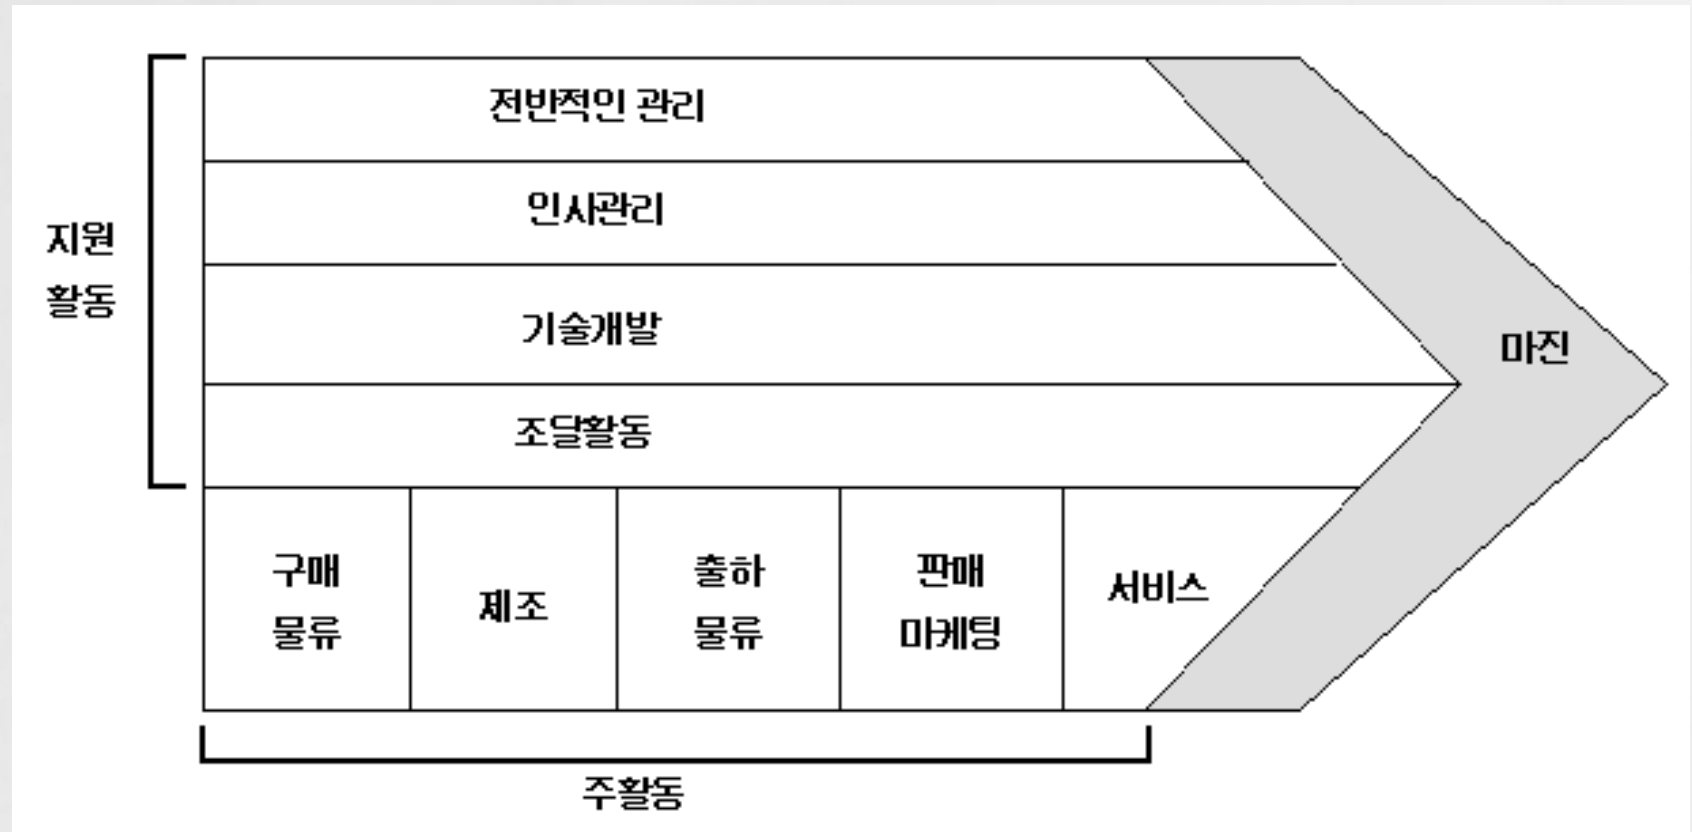 전반적인 관리
인사관리
지원
활동
기술개발
마진
조달활동
구매
물류
제조
출하
물류
판매
마케팅
서비스
주활동